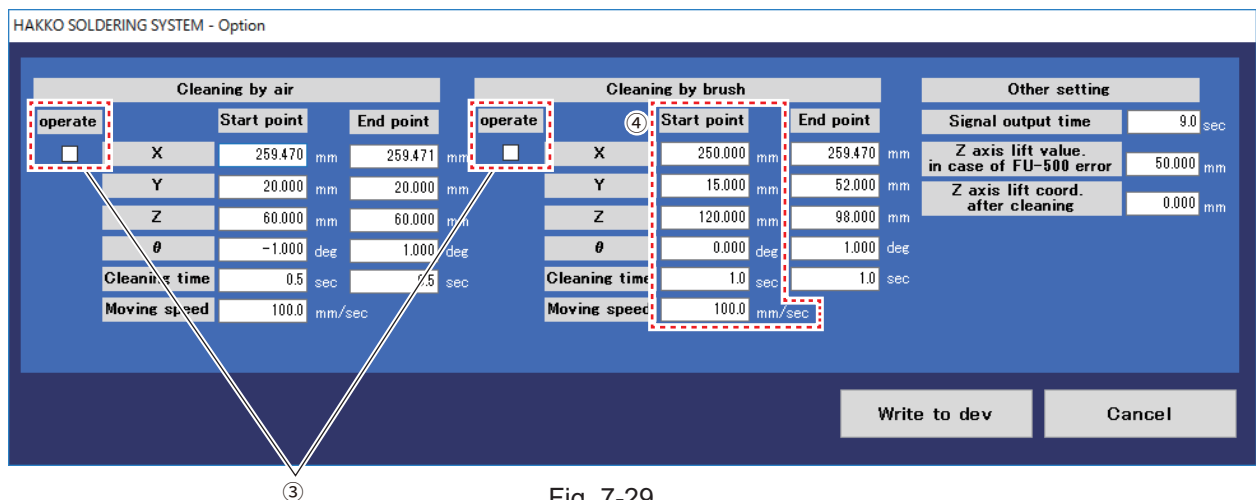 HAKKO SOLDERING SYSTEM - Option
Cleaning by air
operate
Start point
End point
X 259.470 mm 259.471 mm
Y 20.000 mm 20.000 mm
Z 60.000 mm 60.000 mm
θ -1.000 deg 1.000 deg
Cleaning time 0.5 sec 0.5 sec
Moving speed 100.0 mm/sec
Cleaning by brush
operate
④ Start point
End point
X 250.000 mm 259.470 mm
Y 15.000 mm 52.000 mm
Z 120.000 mm 98.000 mm
θ 0.000 deg 1.000 deg
Cleaning time 1.0 sec 1.0 sec
Moving speed 100.0 mm/sec
Other setting
Signal output time 9.0 sec
Z axis lift value.
in case of FU-500 error 50.000 mm
Z axis lift coord.
after cleaning 0.000 mm
Write to dev
Cancel
③
Fig. 7-29